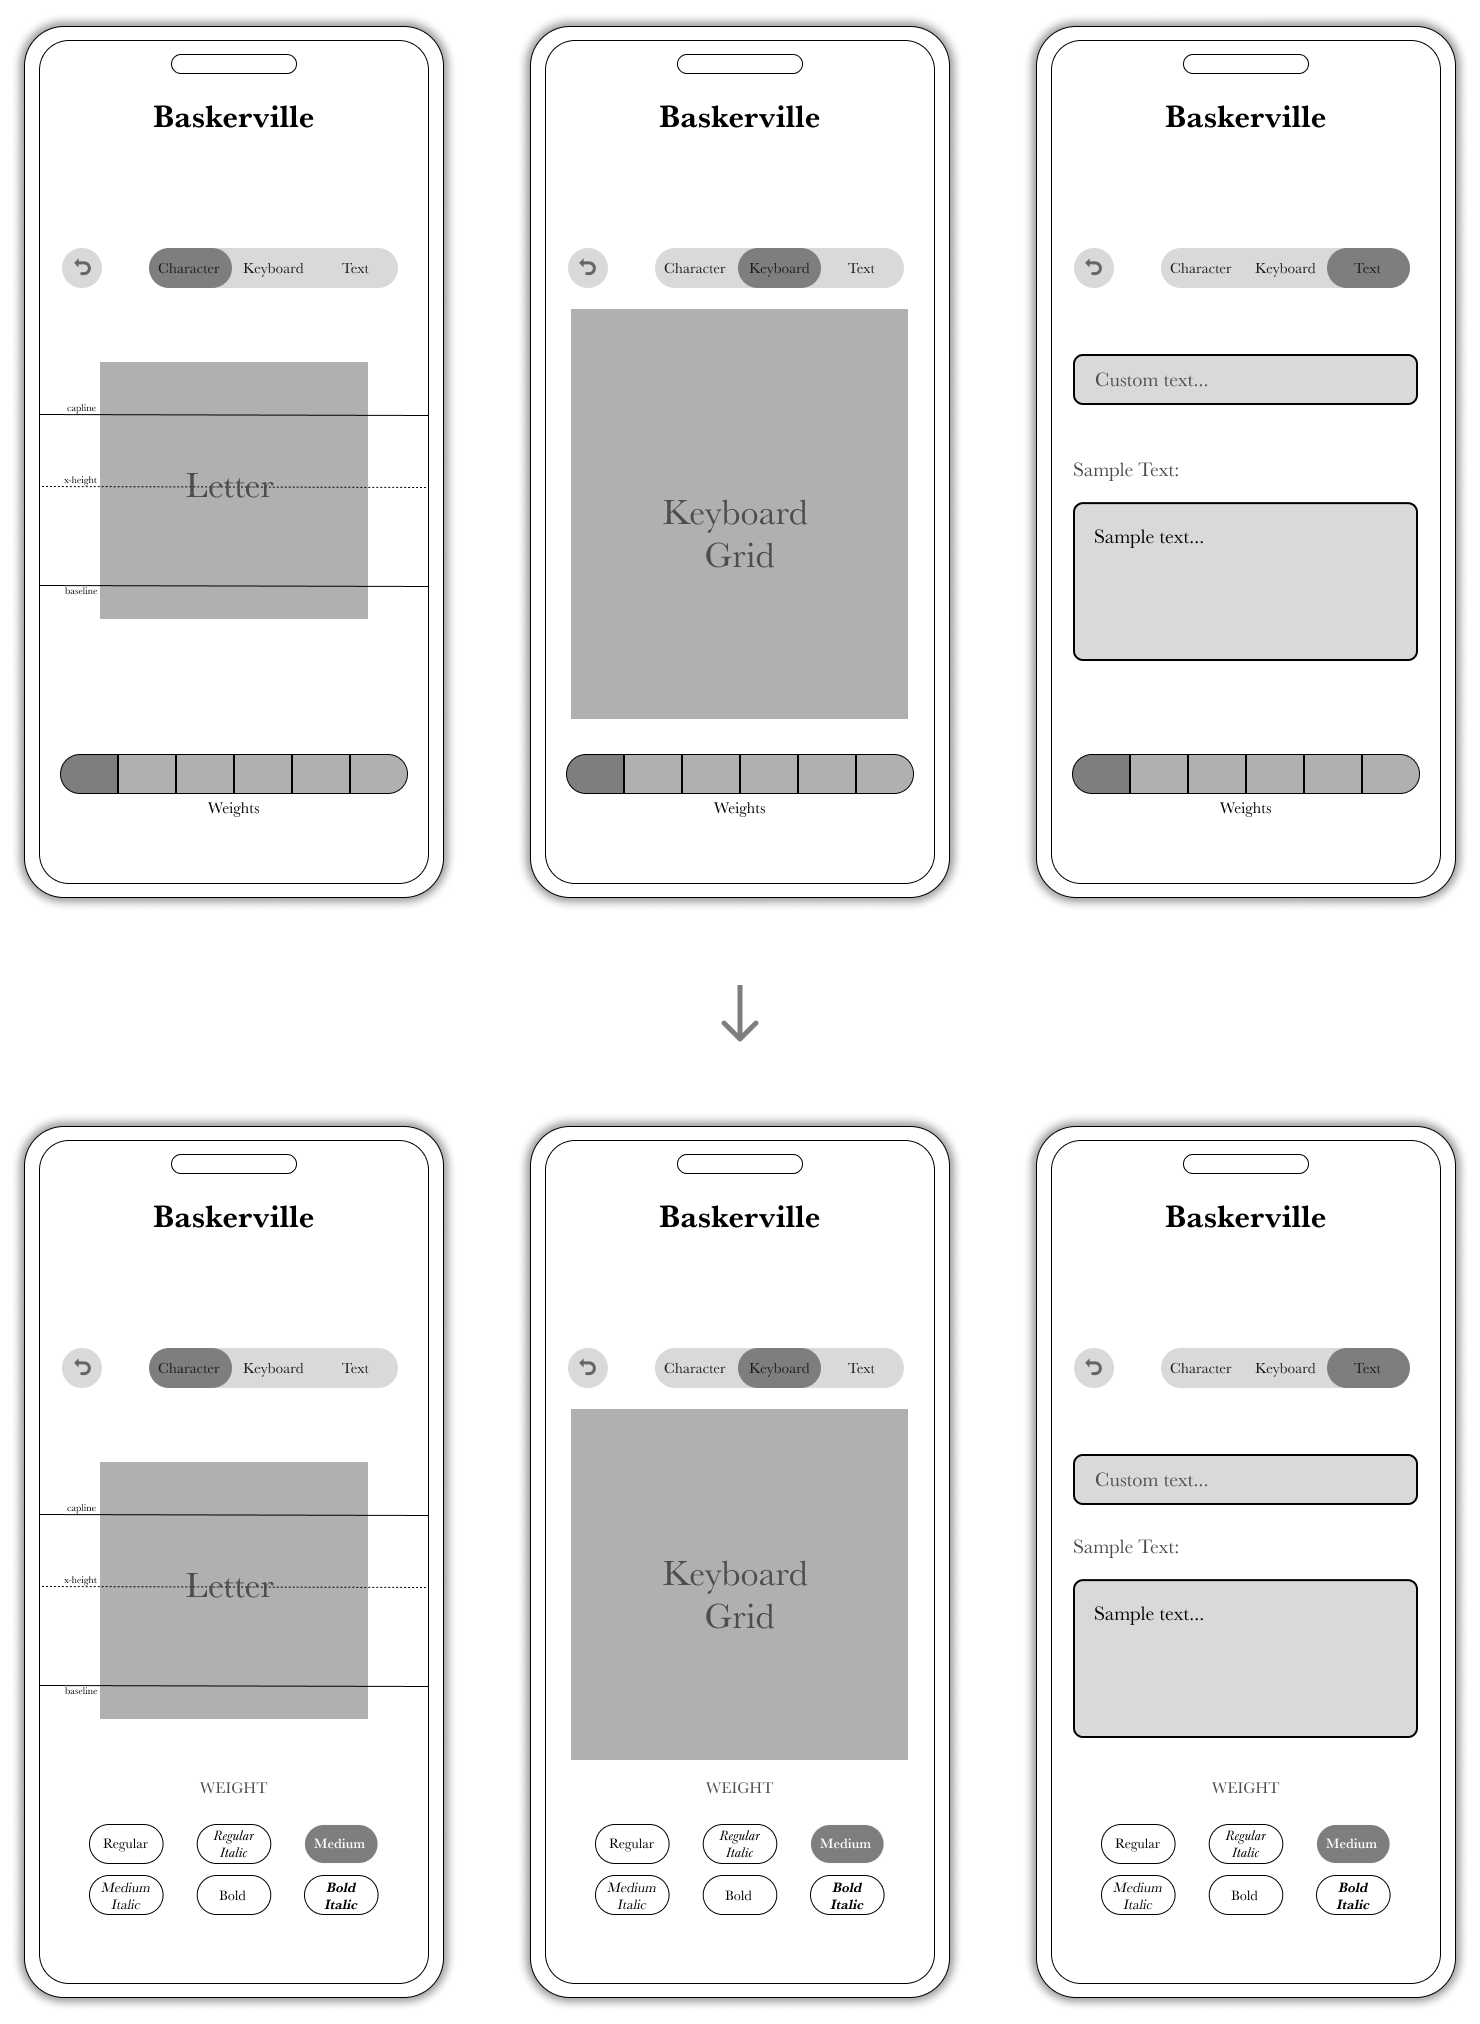 Baskerville
Character Keyboard Text
capline
x-height
Letter
baseline
Weights
Baskerville
Character Keyboard Text
Keyboard
Grid
Weights
Baskerville
Character Keyboard Text
Custom text...
Sample Text:
Sample text...
Weights
Baskerville
Character Keyboard Text
capline
x-height
Letter
baseline
WEIGHT
Regular
Regular
Italic
Medium
Medium
Italic
Bold
Bold
Italic
Baskerville
Character Keyboard Text
Keyboard
Grid
WEIGHT
Regular
Regular
Italic
Medium
Medium
Italic
Bold
Bold
Italic
Baskerville
Character Keyboard Text
Custom text...
Sample Text:
Sample text...
WEIGHT
Regular
Regular
Italic
Medium
Medium
Italic
Bold
Bold
Italic